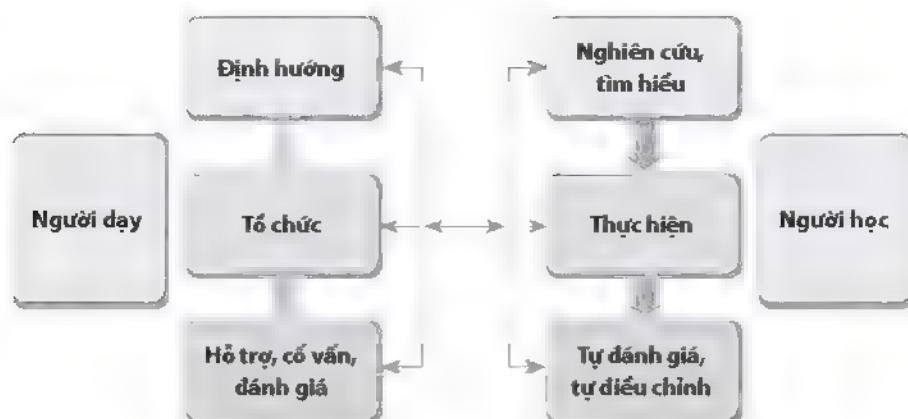 Định hướng
Nghiên cứu,
tìm hiểu
Người dạy
Tổ chức
Thực hiện
Người học
Hỗ trợ, cố vấn,
đánh giá
Tự đánh giá,
tự điều chỉnh